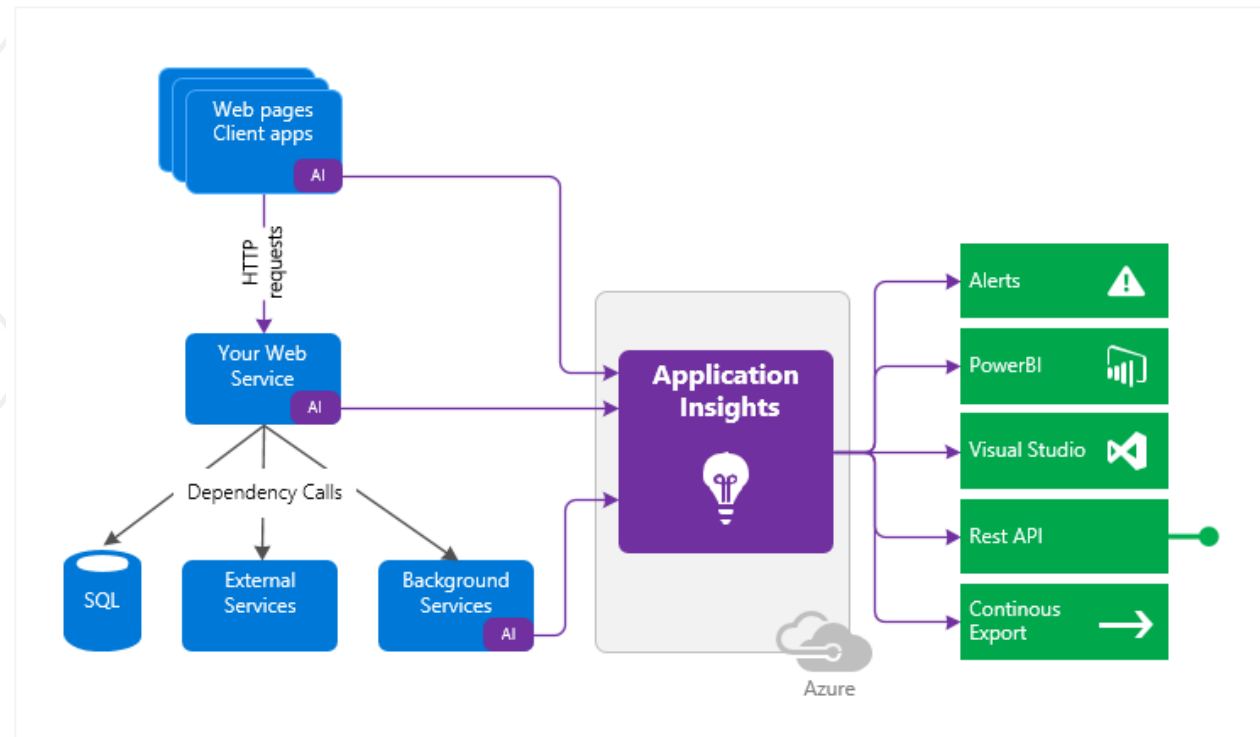 Web pages
Client apps
AI
HTTP
requests
Your Web
Service
AI
Dependency Calls
SQL
External
Services
Background
Services
AI
Application
Insights
Azure
Alerts
PowerBI
Visual Studio
Rest API
Continous
Export